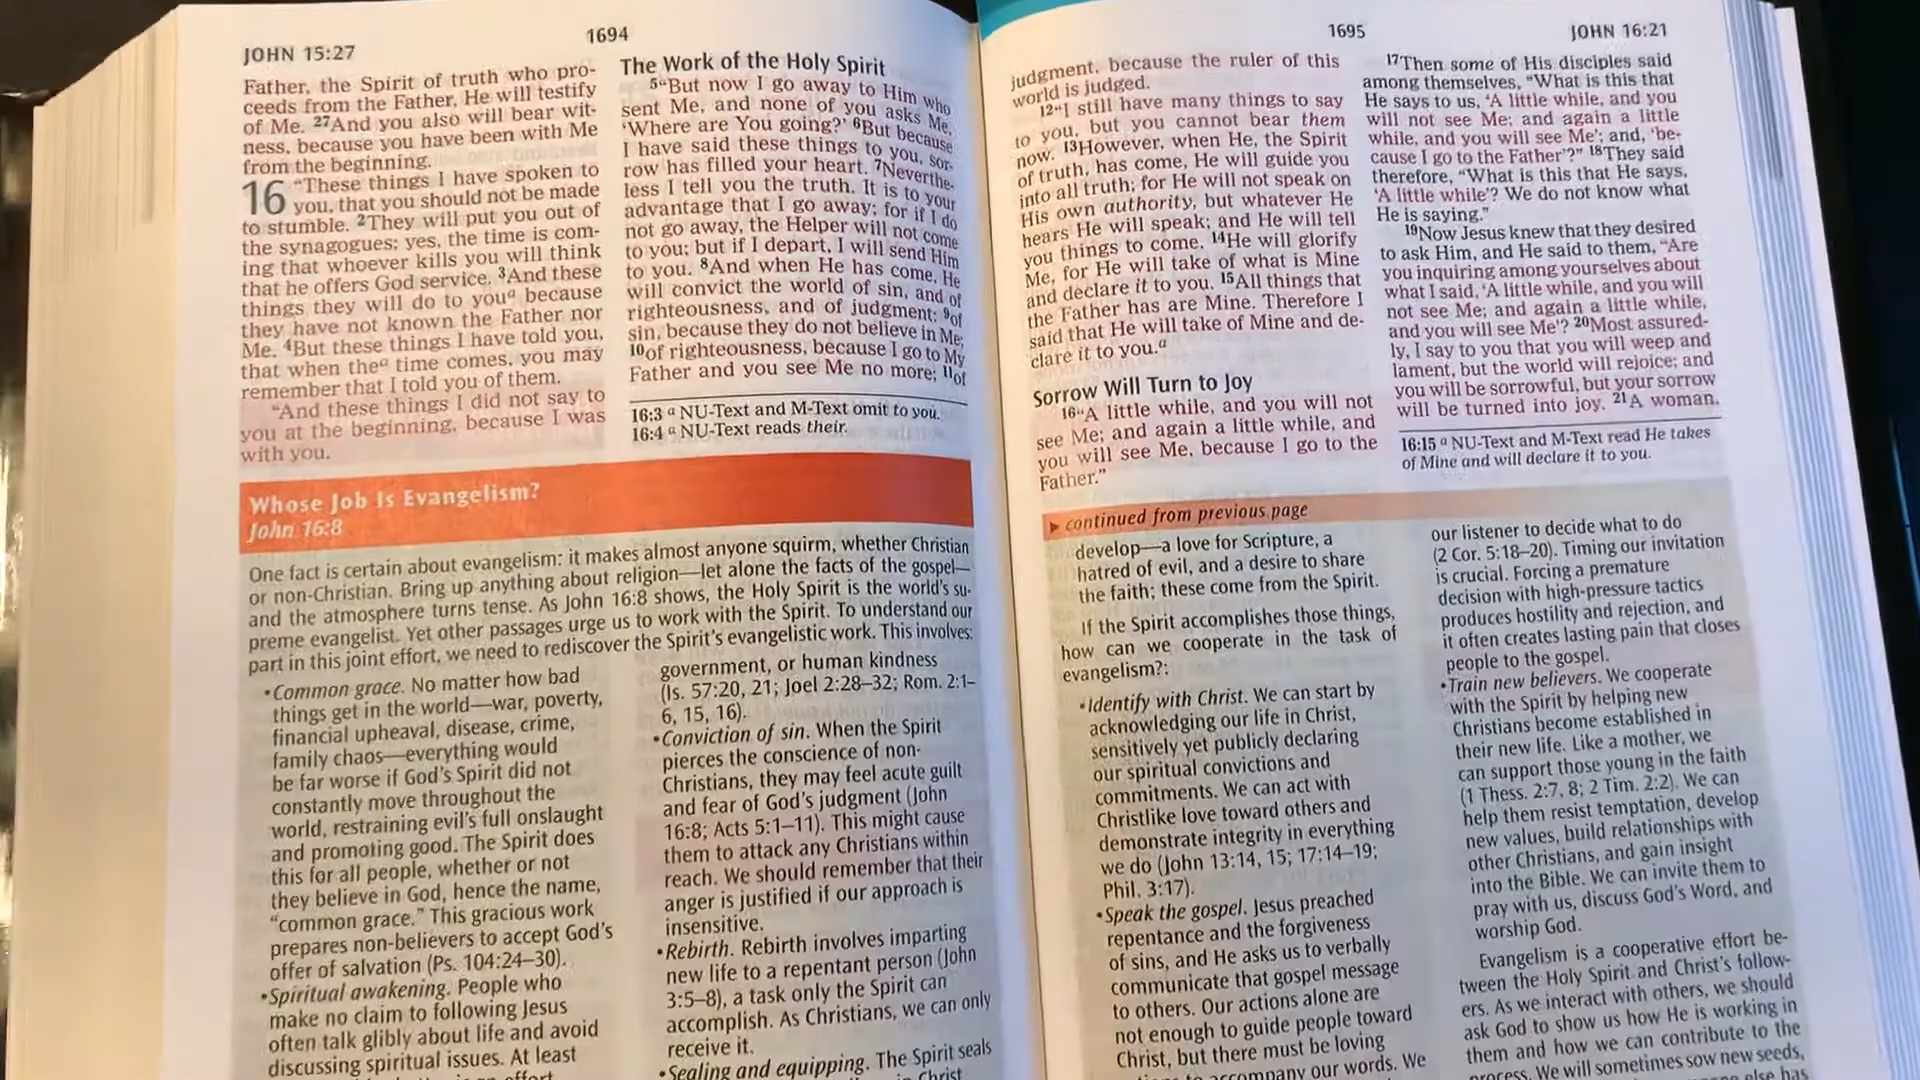 JOHN 15:27
1694
Father, the Spirit of truth who pro-
ceeds from the Father, He will testify
of Me. 27And you also will bear wit-
ness, because you have been with Me
from the beginning.
16 “These things I have spoken to
you, that you should not be made
to stumble. 2They will put you out of
the synagogues; yes, the time is com-
ing that whoever kills you will think
that he offers God service. 3And these
things they will do to youa because
they have not known the Father nor
Me. 4But these things I have told you,
that when thea time comes, you may
remember that I told you of them.
“And these things I did not say to
you at the beginning, because I was
with you.
The Work of the Holy Spirit
5“But now I go away to Him who
sent Me, and none of you asks Me,
‘Where are You going?’ 6But because
I have said these things to you, sor-
row has filled your heart. 7Neverthe-
less I tell you the truth. It is to your
advantage that I go away; for if I do
not go away, the Helper will not come
to you; but if I depart, I will send Him
to you. 8And when He has come, He
will convict the world of sin, and of
righteousness, and of judgment: 9of
sin, because they do not believe in Me;
10of righteousness, because I go to My
Father and you see Me no more; 11of
16:3 a NU-Text and M-Text omit to you.
16:4 a NU-Text reads their.
Whose Job Is Evangelism?
John 16:8
One fact is certain about evangelism: it makes almost anyone squirm, whether Christian
or non-Christian. Bring up anything about religion—let alone the facts of the gospel—
and the atmosphere turns tense. As John 16:8 shows, the Holy Spirit is the world’s su-
preme evangelist. Yet other passages urge us to work with the Spirit. To understand our
part in this joint effort, we need to rediscover the Spirit’s evangelistic work. This involves:
•Common grace. No matter how bad
things get in the world—war, poverty,
financial upheaval, disease, crime,
family chaos—everything would
be far worse if God’s Spirit did not
constantly move throughout the
world, restraining evil’s full onslaught
and promoting good. The Spirit does
this for all people, whether or not
they believe in God, hence the name,
“common grace.” This gracious work
prepares non-believers to accept God’s
offer of salvation (Ps. 104:24–30).
•Spiritual awakening. People who
make no claim to following Jesus
often talk glibly about life and avoid
discussing spiritual issues. At least
effort
government, or human kindness
(Is. 57:20, 21; Joel 2:28–32; Rom. 2:1–
6, 15, 16).
•Conviction of sin. When the Spirit
pierces the conscience of non-
Christians, they may feel acute guilt
and fear of God’s judgment (John
16:8; Acts 5:1–11). This might cause
them to attack any Christians within
reach. We should remember that their
anger is justified if our approach is
insensitive.
•Rebirth. Rebirth involves imparting
new life to a repentant person (John
3:5–8), a task only the Spirit can
accomplish. As Christians, we can only
receive it.
•Sealing and equipping. The Spirit seals
in Christ
1695
JOHN 16:21
judgment, because the ruler of this
world is judged.
12“I still have many things to say
to you, but you cannot bear them
now. 13However, when He, the Spirit
of truth, has come, He will guide you
into all truth; for He will not speak on
His own authority, but whatever He
hears He will speak; and He will tell
you things to come. 14He will glorify
Me, for He will take of what is Mine
and declare it to you. 15All things that
the Father has are Mine. Therefore I
said that He will take of Mine and de-
clare it to you.a
Sorrow Will Turn to Joy
16“A little while, and you will not
see Me; and again a little while, and
you will see Me, because I go to the
Father.”
17Then some of His disciples said
among themselves, “What is this that
He says to us, ‘A little while, and you
will not see Me; and again a little
while, and you will see Me’; and, ‘be-
cause I go to the Father’?” 18They said
therefore, “What is this that He says,
‘A little while’? We do not know what
He is saying.”
19Now Jesus knew that they desired
to ask Him, and He said to them, “Are
you inquiring among yourselves about
what I said, ‘A little while, and you will
not see Me; and again a little while,
and you will see Me’? 20Most assured-
ly, I say to you that you will weep and
lament, but the world will rejoice; and
you will be sorrowful, but your sorrow
will be turned into joy. 21A woman,
16:15 a NU-Text and M-Text read He takes
of Mine and will declare it to you.
▶ continued from previous page
develop—a love for Scripture, a
hatred of evil, and a desire to share
the faith; these come from the Spirit.
If the Spirit accomplishes those things,
how can we cooperate in the task of
evangelism?:
•Identify with Christ. We can start by
acknowledging our life in Christ,
sensitively yet publicly declaring
our spiritual convictions and
commitments. We can act with
Christlike love toward others and
demonstrate integrity in everything
we do (John 13:14, 15; 17:14–19;
Phil. 3:17).
•Speak the gospel. Jesus preached
repentance and the forgiveness
of sins, and He asks us to verbally
communicate that gospel message
to others. Our actions alone are
not enough to guide people toward
Christ, but there must be loving
to accompany our words. We
our listener to decide what to do
(2 Cor. 5:18–20). Timing our invitation
is crucial. Forcing a premature
decision with high-pressure tactics
produces hostility and rejection, and
it often creates lasting pain that closes
people to the gospel.
•Train new believers. We cooperate
with the Spirit by helping new
Christians become established in
their new life. Like a mother, we
can support those young in the faith
(1 Thess. 2:7, 8; 2 Tim. 2:2). We can
help them resist temptation, develop
new values, build relationships with
other Christians, and gain insight
into the Bible. We can invite them to
pray with us, discuss God’s Word, and
worship God.
Evangelism is a cooperative effort be-
tween the Holy Spirit and Christ’s follow-
ers. As we interact with others, we should
ask God to show us how He is working in
them and how we can contribute to the
process. We will sometimes sow new seeds,
else has